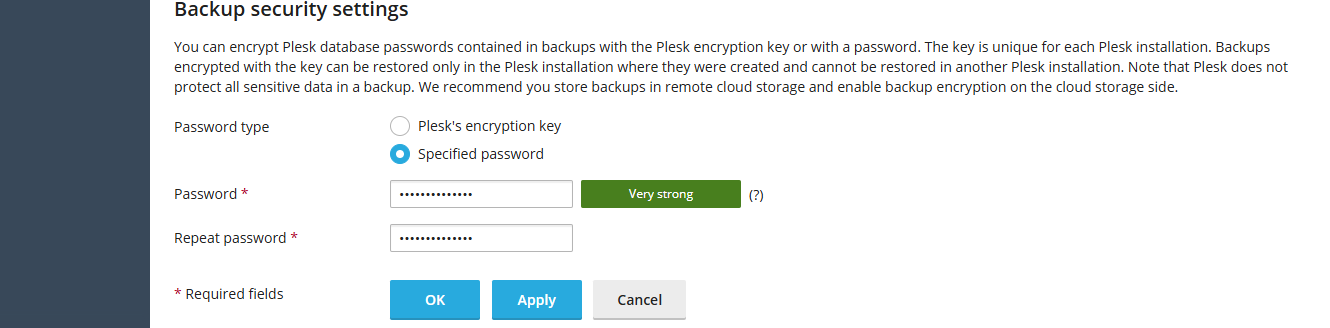 Backup security settings
You can encrypt Plesk database passwords contained in backups with the Plesk encryption key or with a password. The key is unique for each Plesk installation. Backups
encrypted with the key can be restored only in the Plesk installation where they were created and cannot be restored in another Plesk installation. Note that Plesk does not
protect all sensitive data in a backup. We recommend you store backups in remote cloud storage and enable backup encryption on the cloud storage side.
Password type
Plesk's encryption key
Specified password
Password * •••••••••••••• Very strong (?)
Repeat password * ••••••••••••••
* Required fields OK Apply Cancel